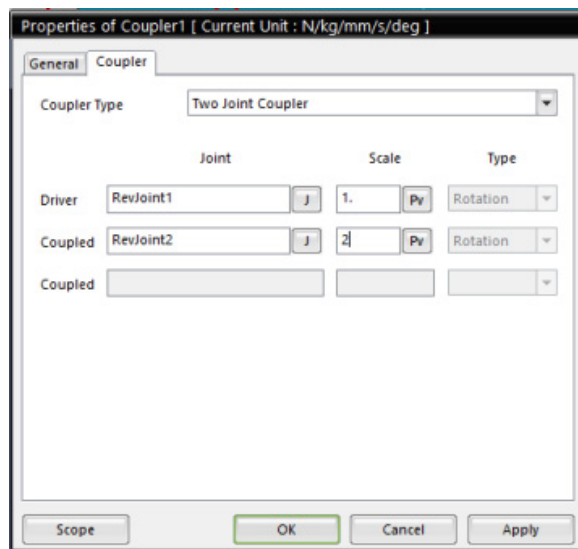 Properties of Coupler1 [ Current Unit : N/kg/mm/s/deg ]
General Coupler
Coupler Type Two Joint Coupler
Joint Scale Type
Driver RevJoint1 J 1. Pv Rotation
Coupled RevJoint2 J 2 Pv Rotation
Coupled
Scope OK Cancel Apply